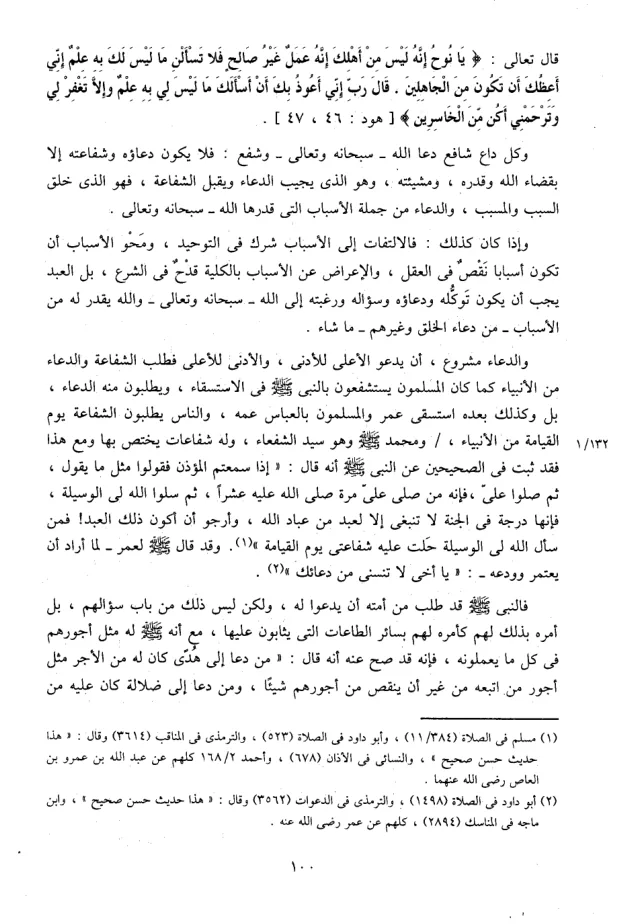 قال تعالى : ﴿ يَا نُوحُ إِنَّهُ لَيْسَ مِنْ أَهْلِكَ إِنَّهُ عَمَلٌ غَيْرُ صَالِحٍ فَلا تَسْأَلْنِ مَا لَيْسَ لَكَ بِهِ عِلْمٌ إِنِّي
أَعِظُكَ أَن تَكُونَ مِنَ الْجَاهِلِينَ . قَالَ رَبِّ إِنِّي أَعُوذُ بِكَ أَنْ أَسْأَلَكَ مَا لَيْسَ لِي بِهِ عِلْمٌ وَإِلاَّ تَغْفِرْ لِي
وَتَرْحَمْنِي أَكُن مِّنَ الْخَاسِرِين ﴾ [ هود : ٤٦ ، ٤٧ ] .
وكل داع شافع دعا الله ـ سبحانه وتعالى ـ وشفع : فلا يكون دعاؤه وشفاعته إلا
بقضاء الله وقدره ، ومشيئته ، وهو الذى يجيب الدعاء ويقبل الشفاعة ، فهو الذى خلق
السبب والمسبب ، والدعاء من جملة الأسباب التى قدرها الله ـ سبحانه وتعالى .
وإذا كان كذلك : فالالتفات إلى الأسباب شرك فى التوحيد ، ومَحْو الأسباب أن
تكون أسبابا نَقْصٌ فى العقل ، والإعراض عن الأسباب بالكلية قدْحٌ فى الشرع ، بل العبد
يجب أن يكون تَوكُّله ودعاؤه وسؤاله ورغبته إلى الله ـ سبحانه وتعالى ـ والله يقدر له من
الأسباب ـ من دعاء الخلق وغيرهم ـ ما شاء .
والدعاء مشروع ، أن يدعو الأعلى للأدنى ، والأدنى للأعلى فطلب الشفاعة والدعاء
من الأنبياء كما كان المسلمون يستشفعون بالنبى ﷺ فى الاستسقاء ، ويطلبون منه الدعاء ،
بل وكذلك بعده استسقى عمر والمسلمون بالعباس عمه ، والناس يطلبون الشفاعة يوم
القيامة من الأنبياء ، / ومحمد ﷺ وهو سيد الشفعاء ، وله شفاعات يختص بها ومع هذا ١/١٣٢
فقد ثبت فى الصحيحين عن النبى ﷺ أنه قال : « إذا سمعتم المؤذن فقولوا مثل ما يقول ،
ثم صلوا علىّ ، فإنه من صلى علىّ مرة صلى الله عليه عشراً ، ثم سلوا الله لى الوسيلة ،
فإنها درجة فى الجنة لا تنبغى إلا لعبد من عباد الله ، وأرجو أن أكون ذلك العبد! فمن
سأل الله لى الوسيلة حَلت عليه شفاعتى يوم القيامة »(١). وقد قال ﷺ لعمر ـ لما أراد أن
يعتمر وودعه ـ : « يا أخى لا تنسنى من دعائك »(٢) .
فالنبى ﷺ قد طلب من أمته أن يدعوا له ، ولكن ليس ذلك من باب سؤالهم ، بل
أمره بذلك لهم كأمره لهم بسائر الطاعات التى يثابون عليها ، مع أنه ﷺ له مثل أجورهم
فى كل ما يعملونه ، فإنه قد صح عنه أنه قال : « من دعا إلى هُدًى كان له من الأجر مثل
أجور من اتبعه من غير أن ينقص من أجورهم شيئًا ، ومن دعا إلى ضلالة كان عليه من
(١) مسلم فى الصلاة (١١/٣٨٤) ، وأبو داود فى الصلاة (٥٢٣) ، والترمذى فى المناقب (٣٦١٤) وقال : « هذا
حديث حسن صحيح » ، والنسائى فى الأذان (٦٧٨) ، وأحمد ٢/ ١٦٨ كلهم عن عبد الله بن عمرو بن
العاص رضى الله عنهما .
(٢) أبو داود فى الصلاة (١٤٩٨) ، والترمذى فى الدعوات (٣٥٦٢) وقال : « هذا حديث حسن صحيح » ، وابن
ماجه فى المناسك (٢٨٩٤) ، كلهم عن عمر رضى الله عنه .
١٠٠